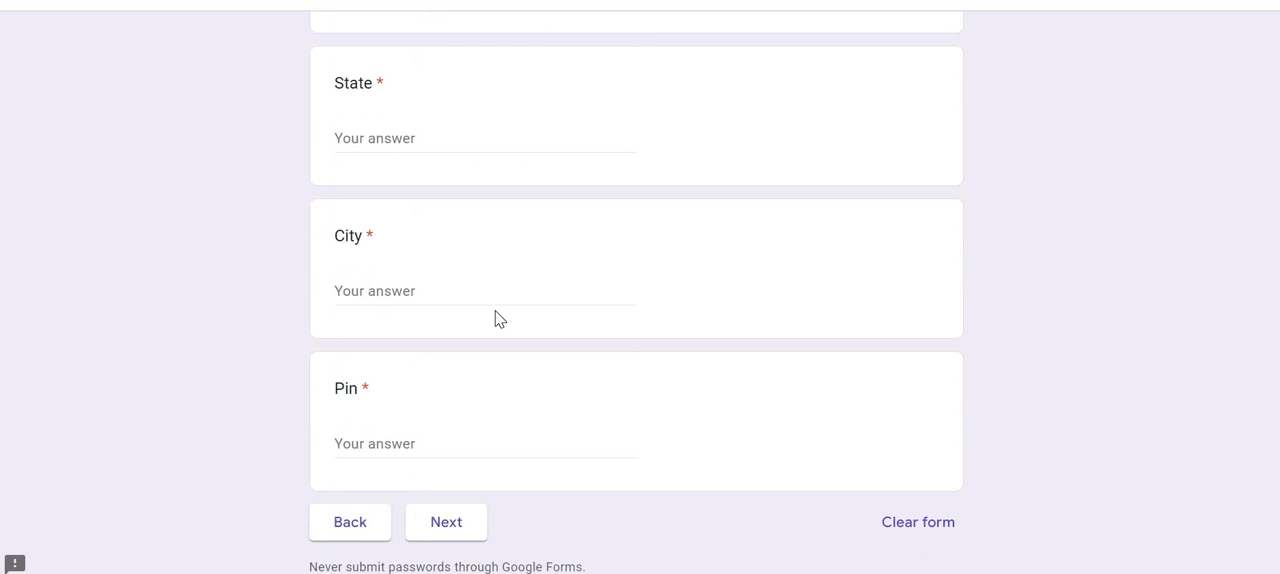 State *
Your answer
City *
Your answer
Pin *
Your answer
Back Next Clear form
Never submit passwords through Google Forms.